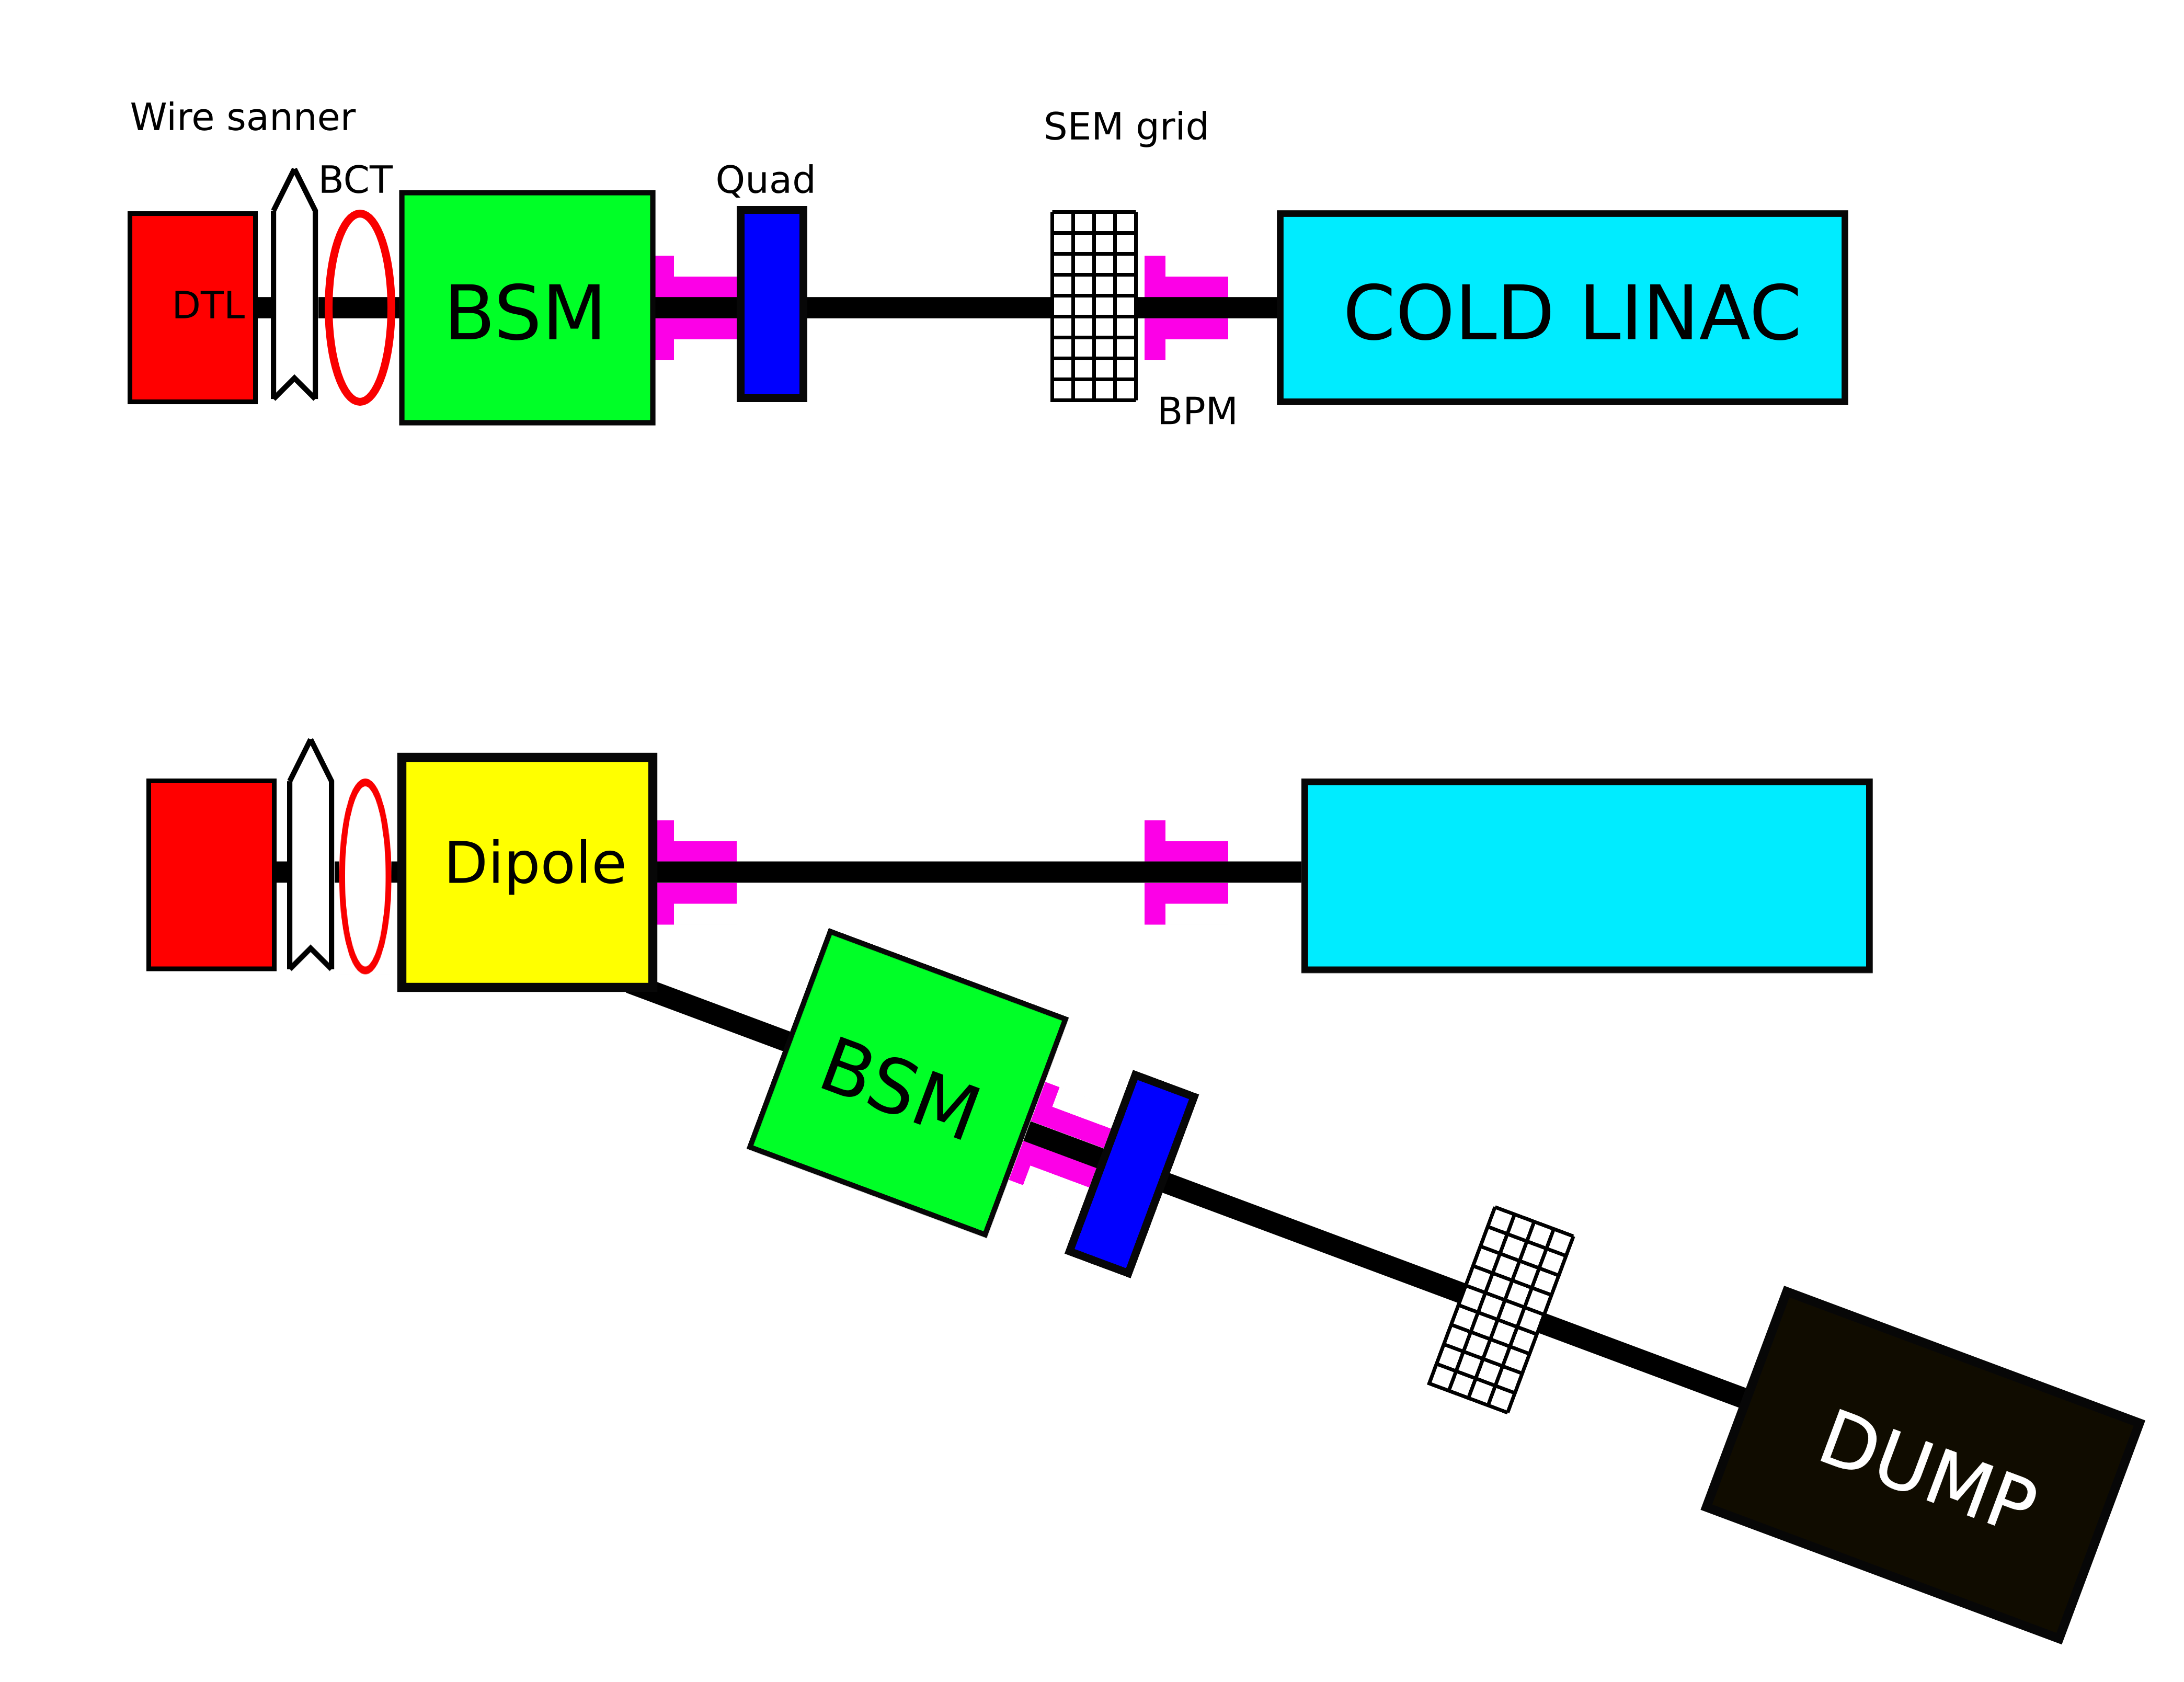 Wire sanner
SEM grid
BCT
Quad
DTL
BSM
COLD LINAC
BPM
Dipole
BSM
DUMP